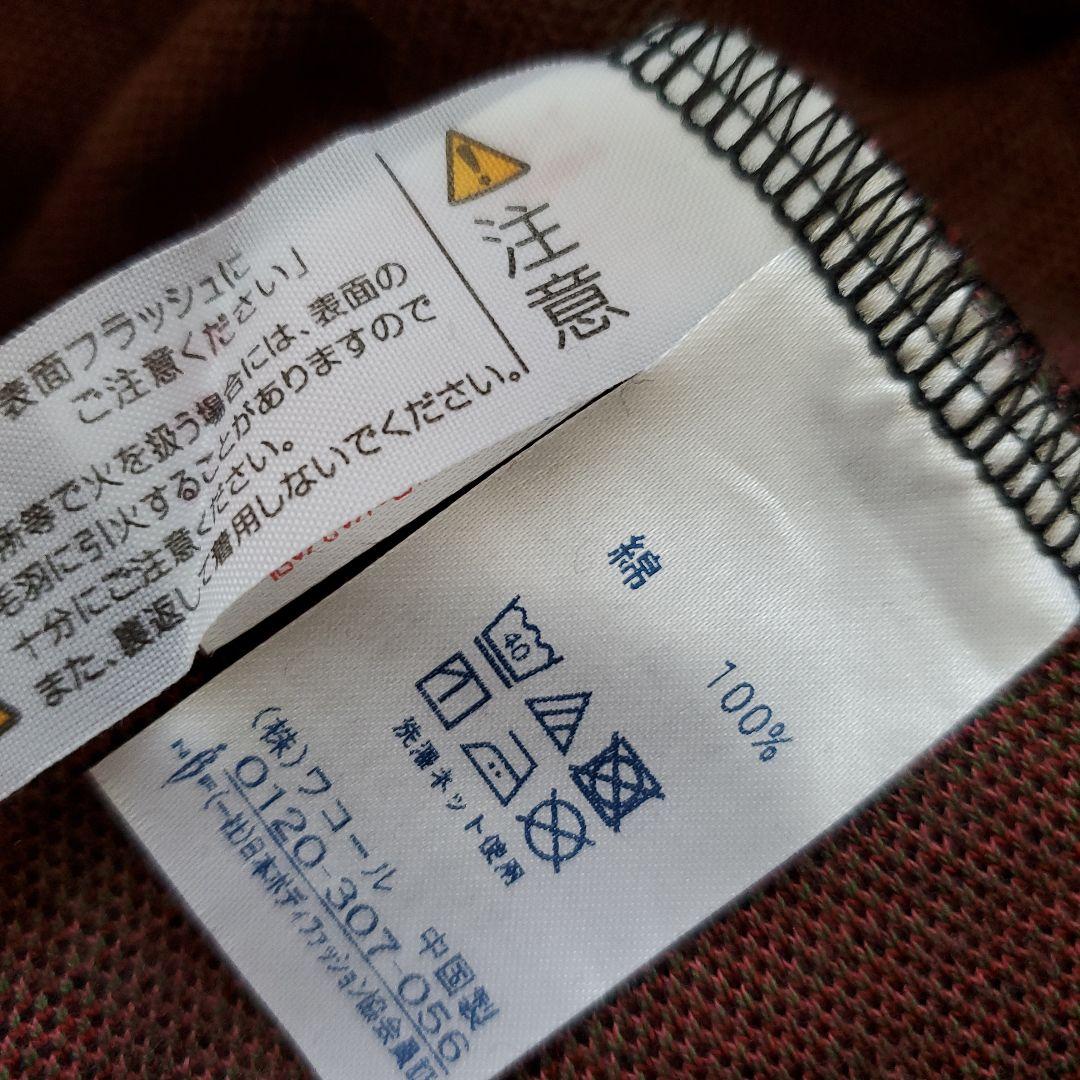 注意
表面フラッシュに
ご注意ください」
所等で火を扱う場合には、表面の
毛羽に引火することがありますので
十分にご注意ください。
また、裏返しで着用しないでください。
綿
100%
40
洗濯ネット使用
(株)ワコール 中国製
0120-307-056
(一社)日本ボディファッション協会員